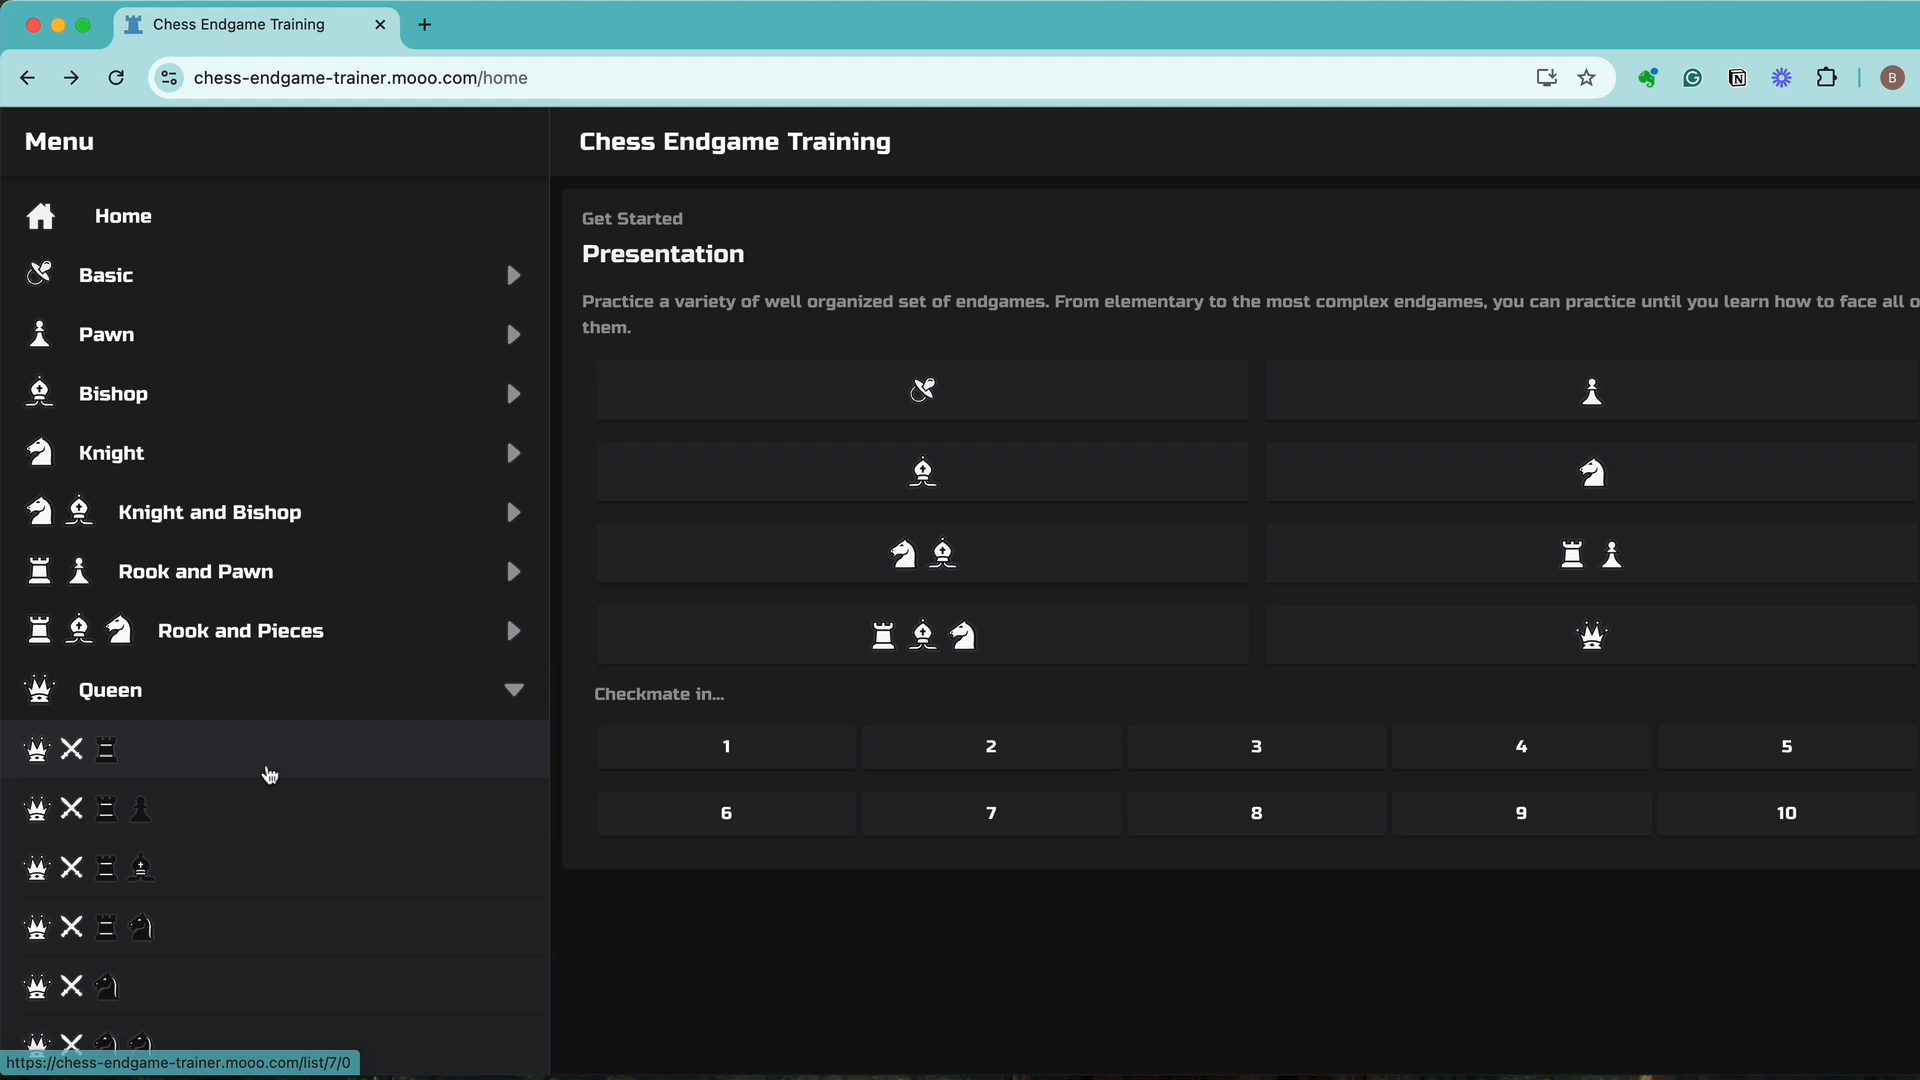 Chess Endgame Training
chess-endgame-trainer.mooo.com/home
B
Menu
Chess Endgame Training
Home
Get Started
Presentation
Basic
Practice a variety of well organized set of endgames. From elementary to the most complex endgames, you can practice until you learn how to face all o
them.
Pawn
Bishop
Knight
Knight and Bishop
Rook and Pawn
Rook and Pieces
Queen
Checkmate in...
1 2 3 4 5
6 7 8 9 10
https://chess-endgame-trainer.mooo.com/list/7/0